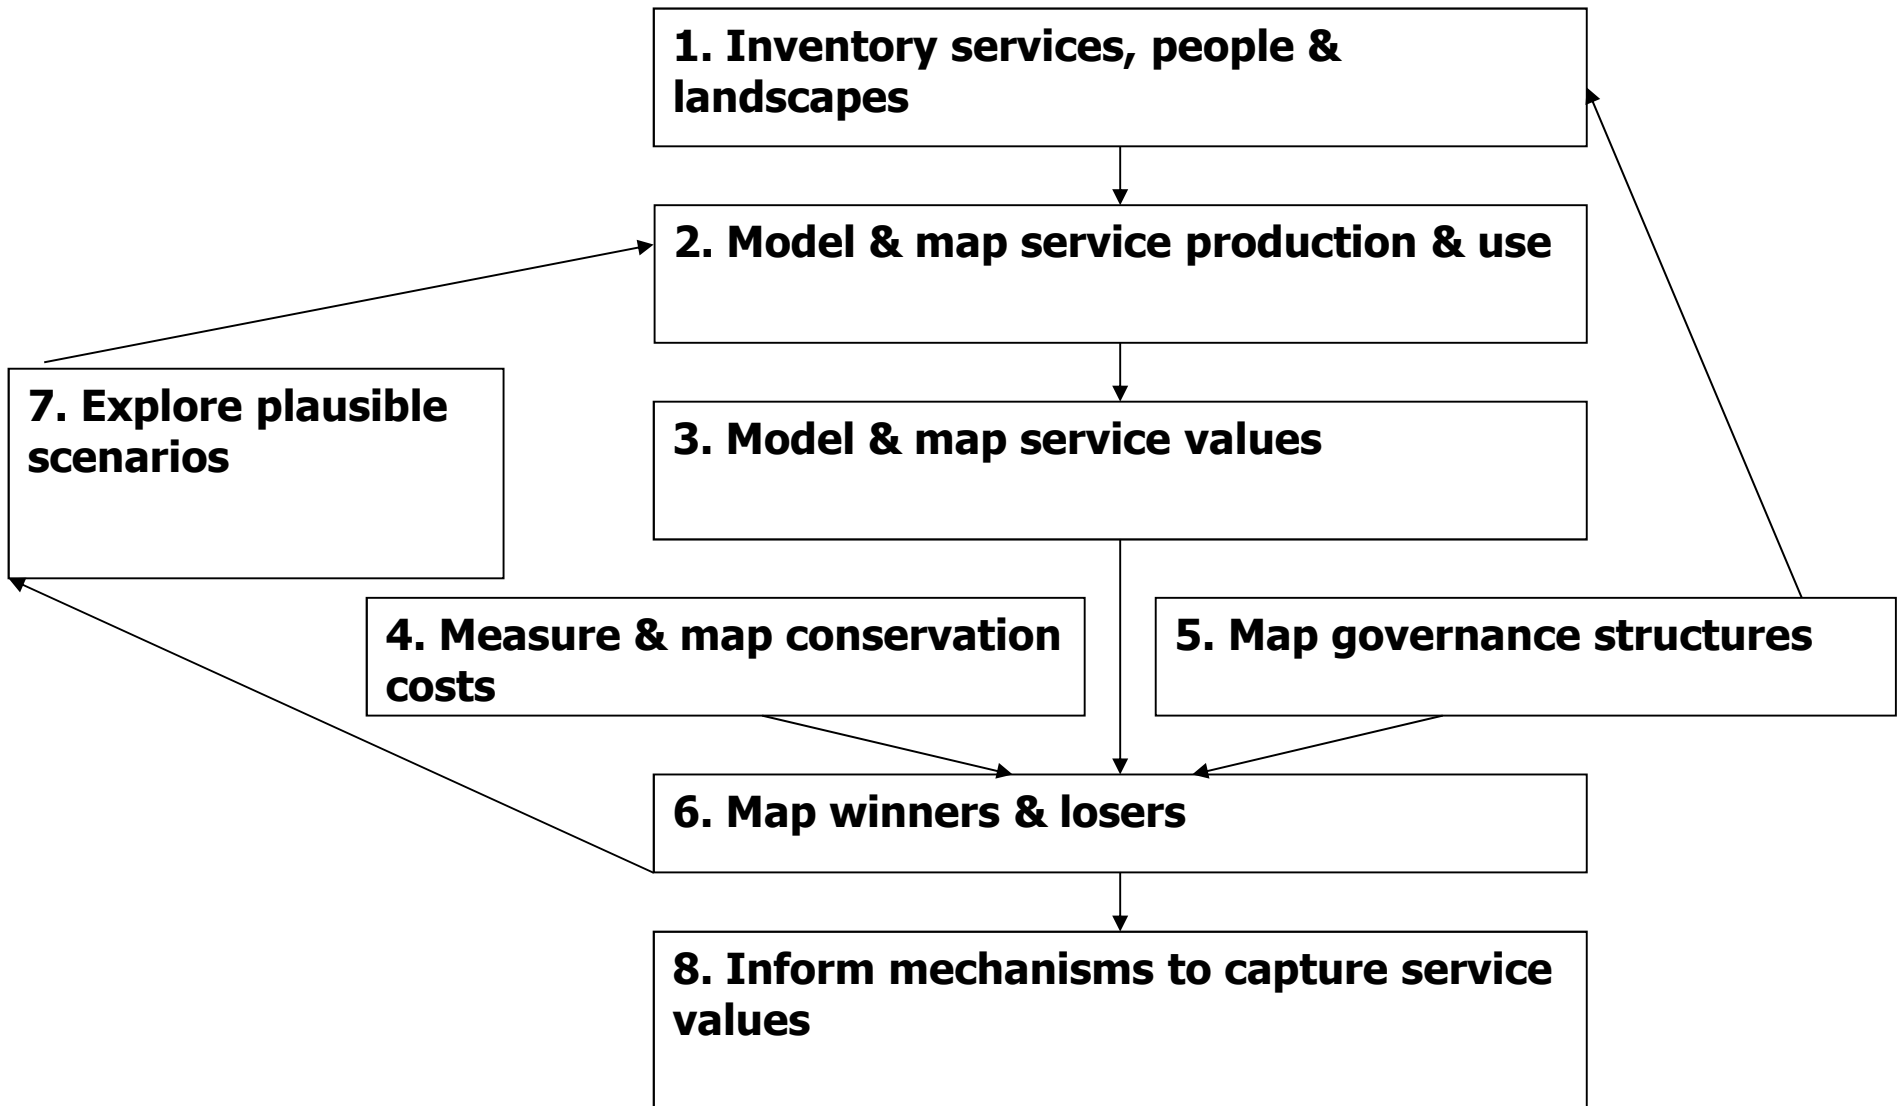 1. Inventory services, people &
landscapes
2. Model & map service production & use
7. Explore plausible
scenarios
3. Model & map service values
4. Measure & map conservation
costs
5. Map governance structures
6. Map winners & losers
8. Inform mechanisms to capture service
values